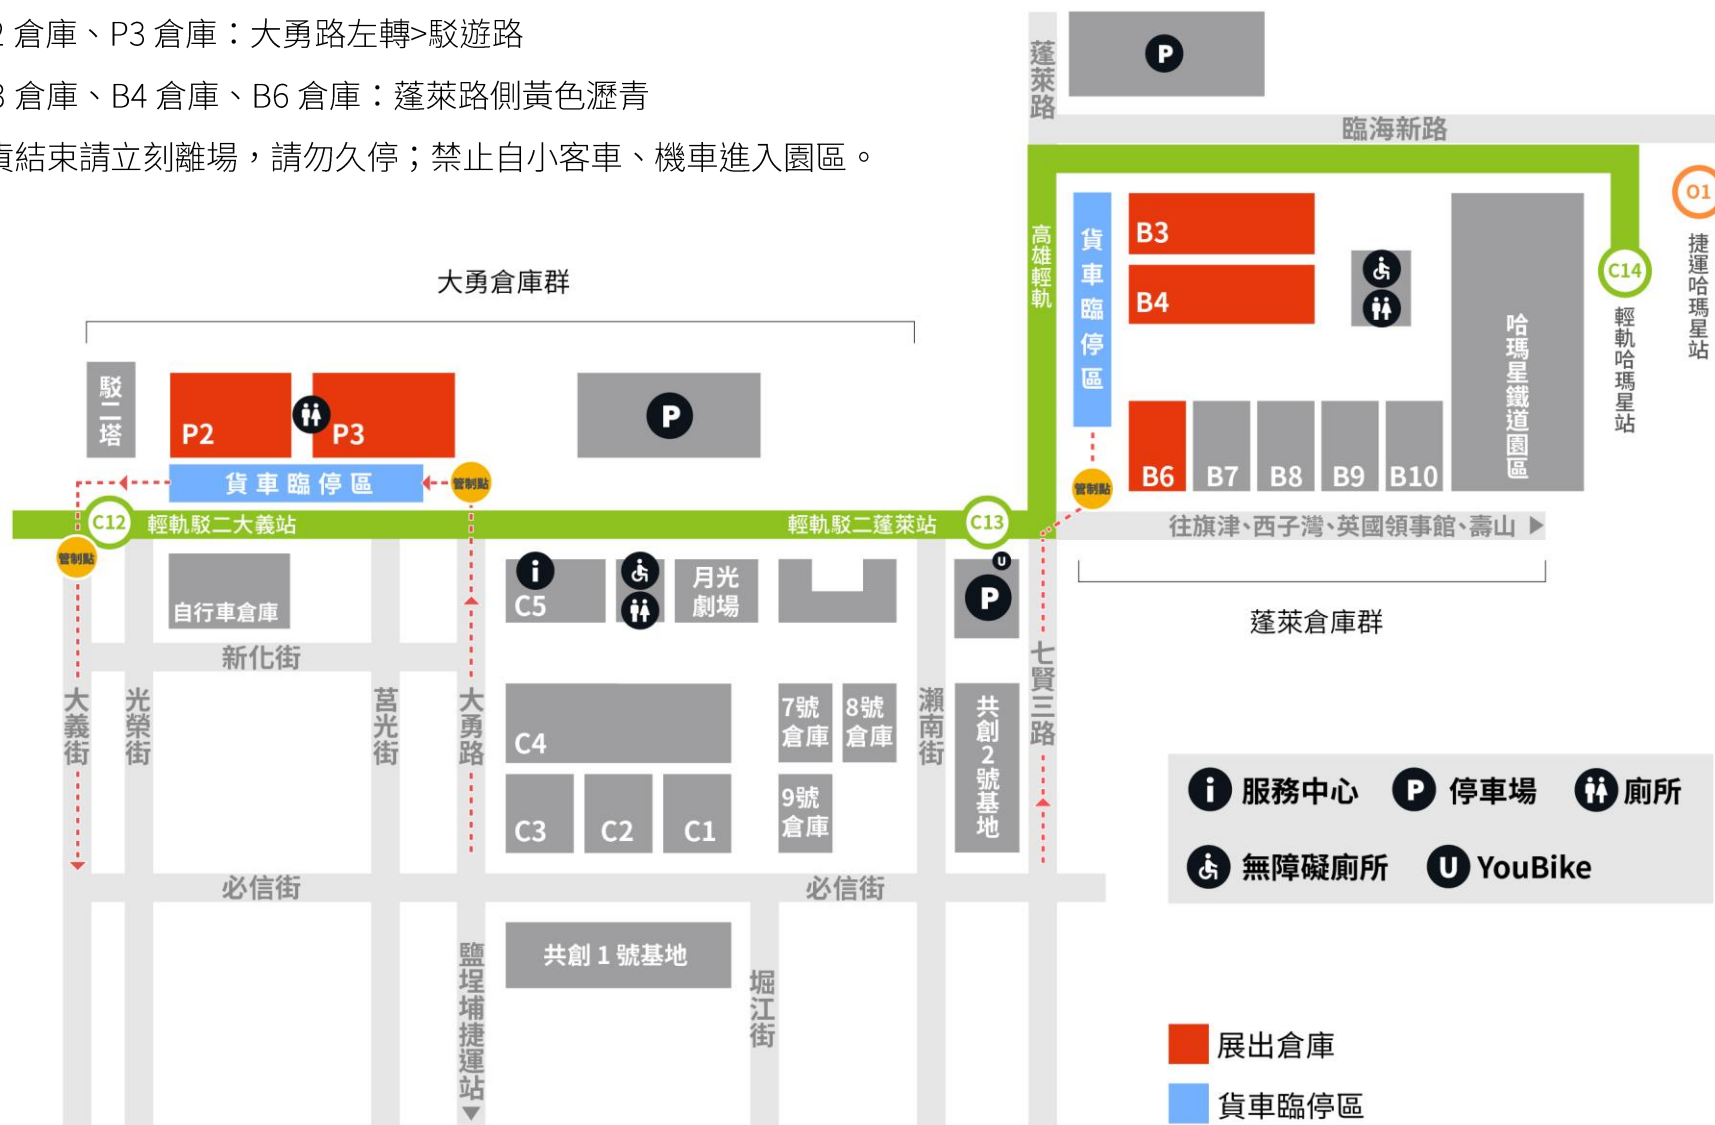 2 倉庫、P3 倉庫：大勇路左轉>駁遊路
3 倉庫、B4 倉庫、B6 倉庫：蓬萊路側黃色瀝青
結束請立刻離場，請勿久停；禁止自小客車、機車進入園區。
蓬萊路
P
臨海新路
O1
捷運哈瑪星站
高雄輕軌
貨車臨停區
B3
B4
C14
輕軌哈瑪星站
哈瑪星鐵道園區
B6
B7
B8
B9
B10
管制點
往旗津、西子灣、英國領事館、壽山
蓬萊倉庫群
大勇倉庫群
駁二塔
P2
P3
P
貨車臨停區
管制點
C12
輕軌駁二大義站
輕軌駁二蓬萊站
C13
管制點
自行車倉庫
i
C5
月光
劇場
U
P
新化街
大義街
光榮街
莒光街
大勇路
C4
7號
倉庫
8號
倉庫
瀨南街
共創2號基地
七賢三路
C3
C2
C1
9號
倉庫
必信街
必信街
共創 1 號基地
鹽埕埔捷運站
堀江街
i 服務中心
P 停車場
廁所
無障礙廁所
U YouBike
展出倉庫
貨車臨停區